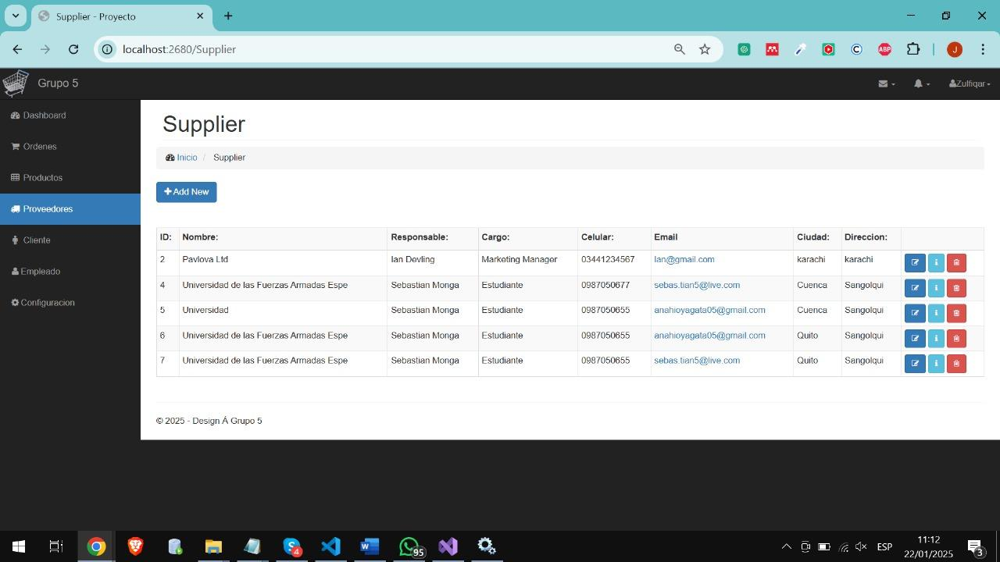 Supplier - Proyecto
localhost:2680/Supplier
ABP
J
Grupo 5
Zulfiqar
Dashboard
Ordenes
Productos
Proveedores
Cliente
Empleado
Configuracion
Supplier
Inicio / Supplier
Add New
ID: Nombre: Responsable: Cargo: Celular: Email Ciudad: Direccion:
2 Pavlova Ltd Ian Devling Marketing Manager 03441234567 Ian@gmail.com karachi karachi
4 Universidad de las Fuerzas Armadas Espe Sebastian Monga Estudiante 0987050677 sebas.tian5@live.com Cuenca Sangolqui
5 Universidad Sebastian Monga Estudiante 0987050655 anahioyagata05@gmail.com Cuenca Sangolqui
6 Universidad de las Fuerzas Armadas Espe Sebastian Monga Estudiante 0987050655 anahioyagata05@gmail.com Quito Sangolqui
7 Universidad de las Fuerzas Armadas Espe Sebastian Monga Estudiante 0987050655 sebas.tian5@live.com Quito Sangolqui
© 2025 - Design Â Grupo 5
4
95
ESP
11:12
22/01/2025
3